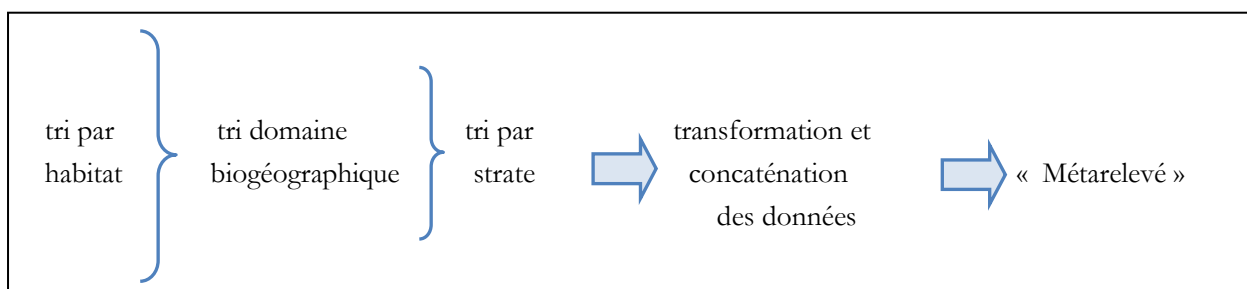 tri par
habitat
tri domaine
biogéographique
tri par
strate
transformation et
concaténation
des données
« Métarelevé »